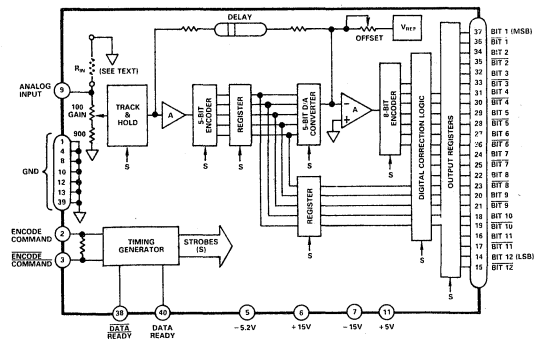 DELAY
OFFSET
VREF
RIN
(SEE TEXT)
ANALOG INPUT
9
100
GAIN
900
TRACK & HOLD
A
5-BIT ENCODER
REGISTER
5-BIT D/A CONVERTER
A
8-BIT ENCODER
DIGITAL CORRECTION LOGIC
OUTPUT REGISTERS
REGISTER
S
S
S
S
S
S
S
S
GND
1
4
8
10
12
13
39
ENCODE COMMAND
2
ENCODE COMMAND
3
TIMING GENERATOR
STROBES (S)
38
DATA READY
40
DATA READY
5
−5.2V
6
+15V
7
−15V
11
+5V
37 BIT 1 (MSB)
36 BIT 1
34 BIT 2
35 BIT 2
32 BIT 3
33 BIT 3
31 BIT 4
30 BIT 4
29 BIT 5
28 BIT 5
27 BIT 6
26 BIT 6
24 BIT 7
25 BIT 7
22 BIT 8
23 BIT 8
20 BIT 9
21 BIT 9
18 BIT 10
19 BIT 10
16 BIT 11
17 BIT 11
14 BIT 12 (LSB)
15 BIT 12